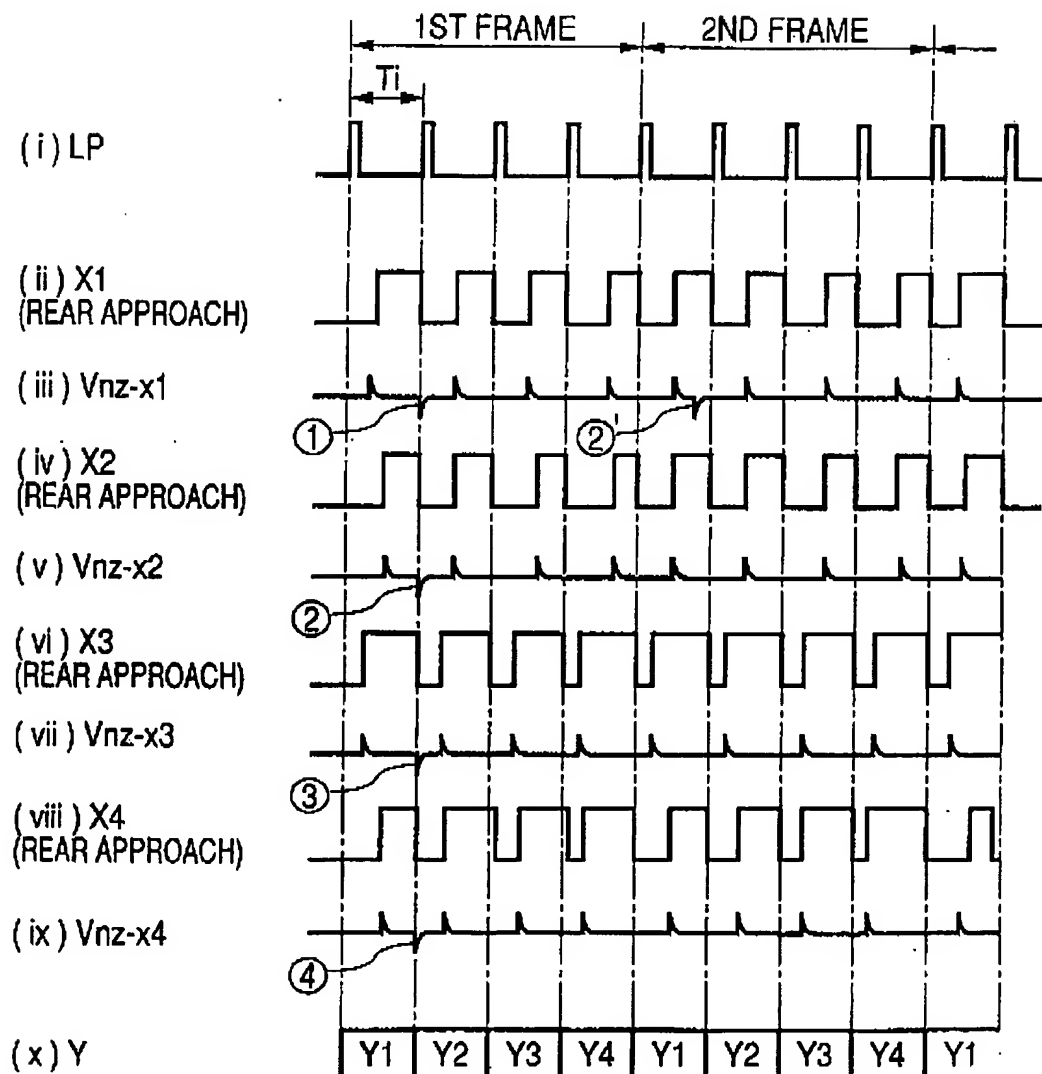 1ST FRAME 2ND FRAME
Ti
(i) LP
(ii) X1
(REAR APPROACH)
(iii) Vnz-x1
① ②'
(iv) X2
(REAR APPROACH)
(v) Vnz-x2
②
(vi) X3
(REAR APPROACH)
(vii) Vnz-x3
③
(viii) X4
(REAR APPROACH)
(ix) Vnz-x4
④
(x) Y Y1 Y2 Y3 Y4 Y1 Y2 Y3 Y4 Y1